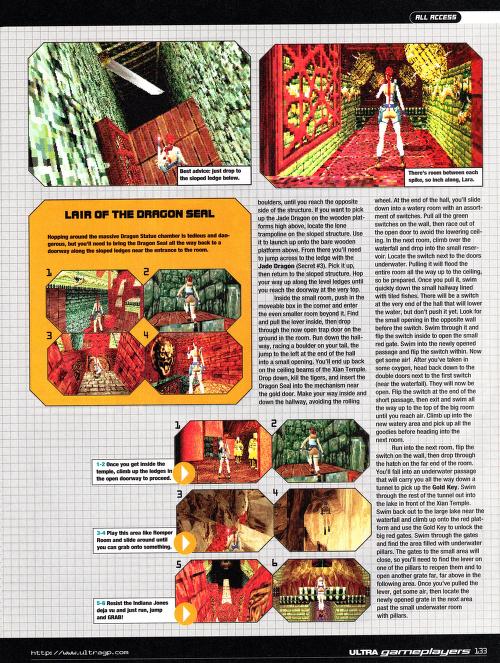 ALL ACCESS
Best advice: just drop to
the sloped ledge below.
There's room between each
spike, so inch along, Lara.
LAIR OF THE DRAGON SEAL
Hopping around the massive Dragon Statue chamber is tedious and dan-
gerous, but you'll need to bring the Dragon Seal all the way back to a
doorway along the sloped ledges near the entrance to the room.
1
2
3
4
boulders, until you reach the opposite
side of the structure. If you want to pick
up the Jade Dragon on the wooden plat-
forms high above, locate the lone
trampoline on the sloped structure. Use
it to launch up onto the bare wooden
platform above. From there you'll need
to jump across to the ledge with the
Jade Dragon (Secret #3). Pick it up,
then return to the sloped structure. Hop
your way up along the level ledges until
you reach the doorway at the very top.
Inside the small room, push in the
moveable box in the corner and enter
the even smaller room beyond it. Find
and pull the lever inside, then drop
through the now open trap door on the
ground in the room. Run down the hall-
way, racing a boulder on your tail, the
jump to the left at the end of the hall
into a small opening. You'll end up back
on the ceiling beams of the Xian Temple.
Drop down, kill the tigers, and insert the
Dragon Seal into the mechanism near
the gold door. Make your way inside and
down the hallway, avoiding the rolling
wheel. At the end of the hall, you'll slide
down into a watery room with an assort-
ment of switches. Pull all the green
switches on the wall, then race out of
the open door to avoid the lowering ceil-
ing. In the next room, climb over the
waterfall and drop into the small reser-
voir. Locate the switch next to the doors
underwater. Pulling it will flood the
entire room all the way up to the ceiling,
so be prepared. Once you pull it, swim
quickly down the small hallway lined
with tiled fishes. There will be a switch
at the very end of the hall that will lower
the water, but don't push it yet. Look for
the small opening in the opposite wall
before the switch. Swim through it and
flip the switch inside to open the small
red gate. Swim into the newly opened
passage and flip the switch within. Now
get some air! After you've taken in
some oxygen, head back down to the
double doors next to the first switch
(near the waterfall). They will now be
open. Flip the switch at the end of the
short passage, then exit and swim all
the way up to the top of the big room
until you reach air. Climb up into the
new watery area and pick up all the
goodies before heading into the
next room.
Run into the next room, flip the
switch on the wall, then drop through
the hatch on the far end of the room.
You'll fall into an underwater passage
that will carry you all the way down a
tunnel to pick up the Gold Key. Swim
through the rest of the tunnel out into
the lake in front of the Xian Temple.
Swim back out to the large lake near the
waterfall and climb up onto the red plat-
form and use the Gold Key to unlock the
big red gates. Swim through the gates
and find the area filled with underwater
pillars. The gates to the small area will
close, so you'll need to find the lever on
one of the pillars to reopen them and to
open another grate far, far above in the
following area. Once you've pulled the
lever, get some air, then locate the
newly opened grate in the next area
past the small underwater room
with pillars.
1
2
1-2 Once you get inside the
temple, climb up the ledges in
the open doorway to proceed.
3
4
3-4 Play this area like Romper
Room and slide around until
you can grab onto something.
5
6
5-6 Resist the Indiana Jones
deja vu and just run, jump
and GRAB!
http://www.ultragp.com
ULTRA gameplayers 133